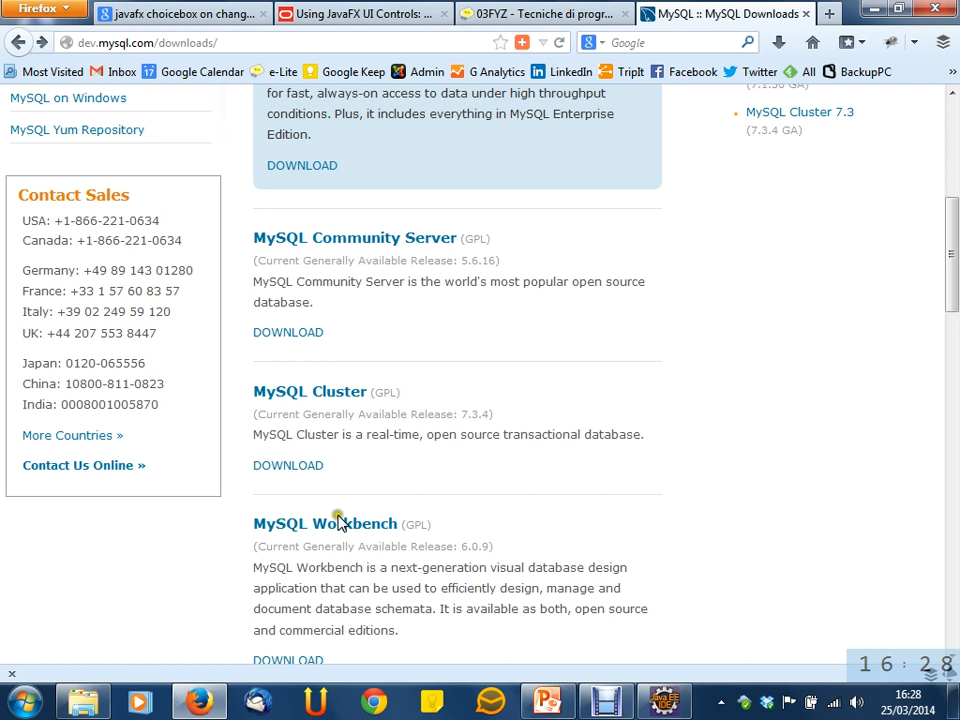 Firefox
javafx choicebox on chang...
Using JavaFX UI Controls: ...
03FYZ - Tecniche di progr...
MySQL :: MySQL Downloads
dev.mysql.com/downloads/
Google
Most Visited
Inbox
17
Google Calendar
e-Lite
Google Keep
Admin
G Analytics
LinkedIn
TripIt
Facebook
Twitter
All
BackupPC
»
MySQL on Windows
MySQL Yum Repository
Contact Sales
USA: +1-866-221-0634
Canada: +1-866-221-0634
Germany: +49 89 143 01280
France: +33 1 57 60 83 57
Italy: +39 02 249 59 120
UK: +44 207 553 8447
Japan: 0120-065556
China: 10800-811-0823
India: 0008001005870
More Countries »
Contact Us Online »
for fast, always-on access to data under high throughput
conditions. Plus, it includes everything in MySQL Enterprise
Edition.
DOWNLOAD
MySQL Community Server (GPL)
(Current Generally Available Release: 5.6.16)
MySQL Community Server is the world's most popular open source
database.
DOWNLOAD
MySQL Cluster (GPL)
(Current Generally Available Release: 7.3.4)
MySQL Cluster is a real-time, open source transactional database.
DOWNLOAD
MySQL Workbench (GPL)
(Current Generally Available Release: 6.0.9)
MySQL Workbench is a next-generation visual database design
application that can be used to efficiently design, manage and
document database schemata. It is available as both, open source
and commercial editions.
DOWNLOAD
MySQL Cluster 7.3
(7.3.4 GA)
16:28
Java EE
IDE
16:28
25/03/2014